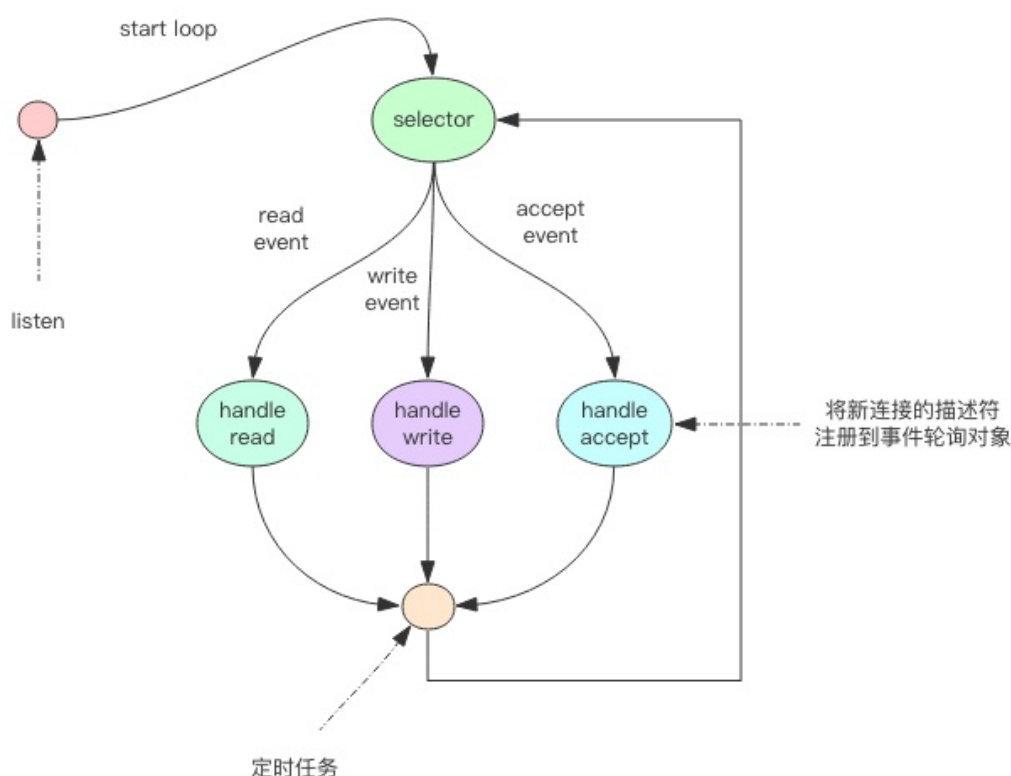 start loop
selector
read
event
accept
event
write
event
listen
handle
read
handle
write
handle
accept
将新连接的描述符
注册到事件轮询对象
定时任务